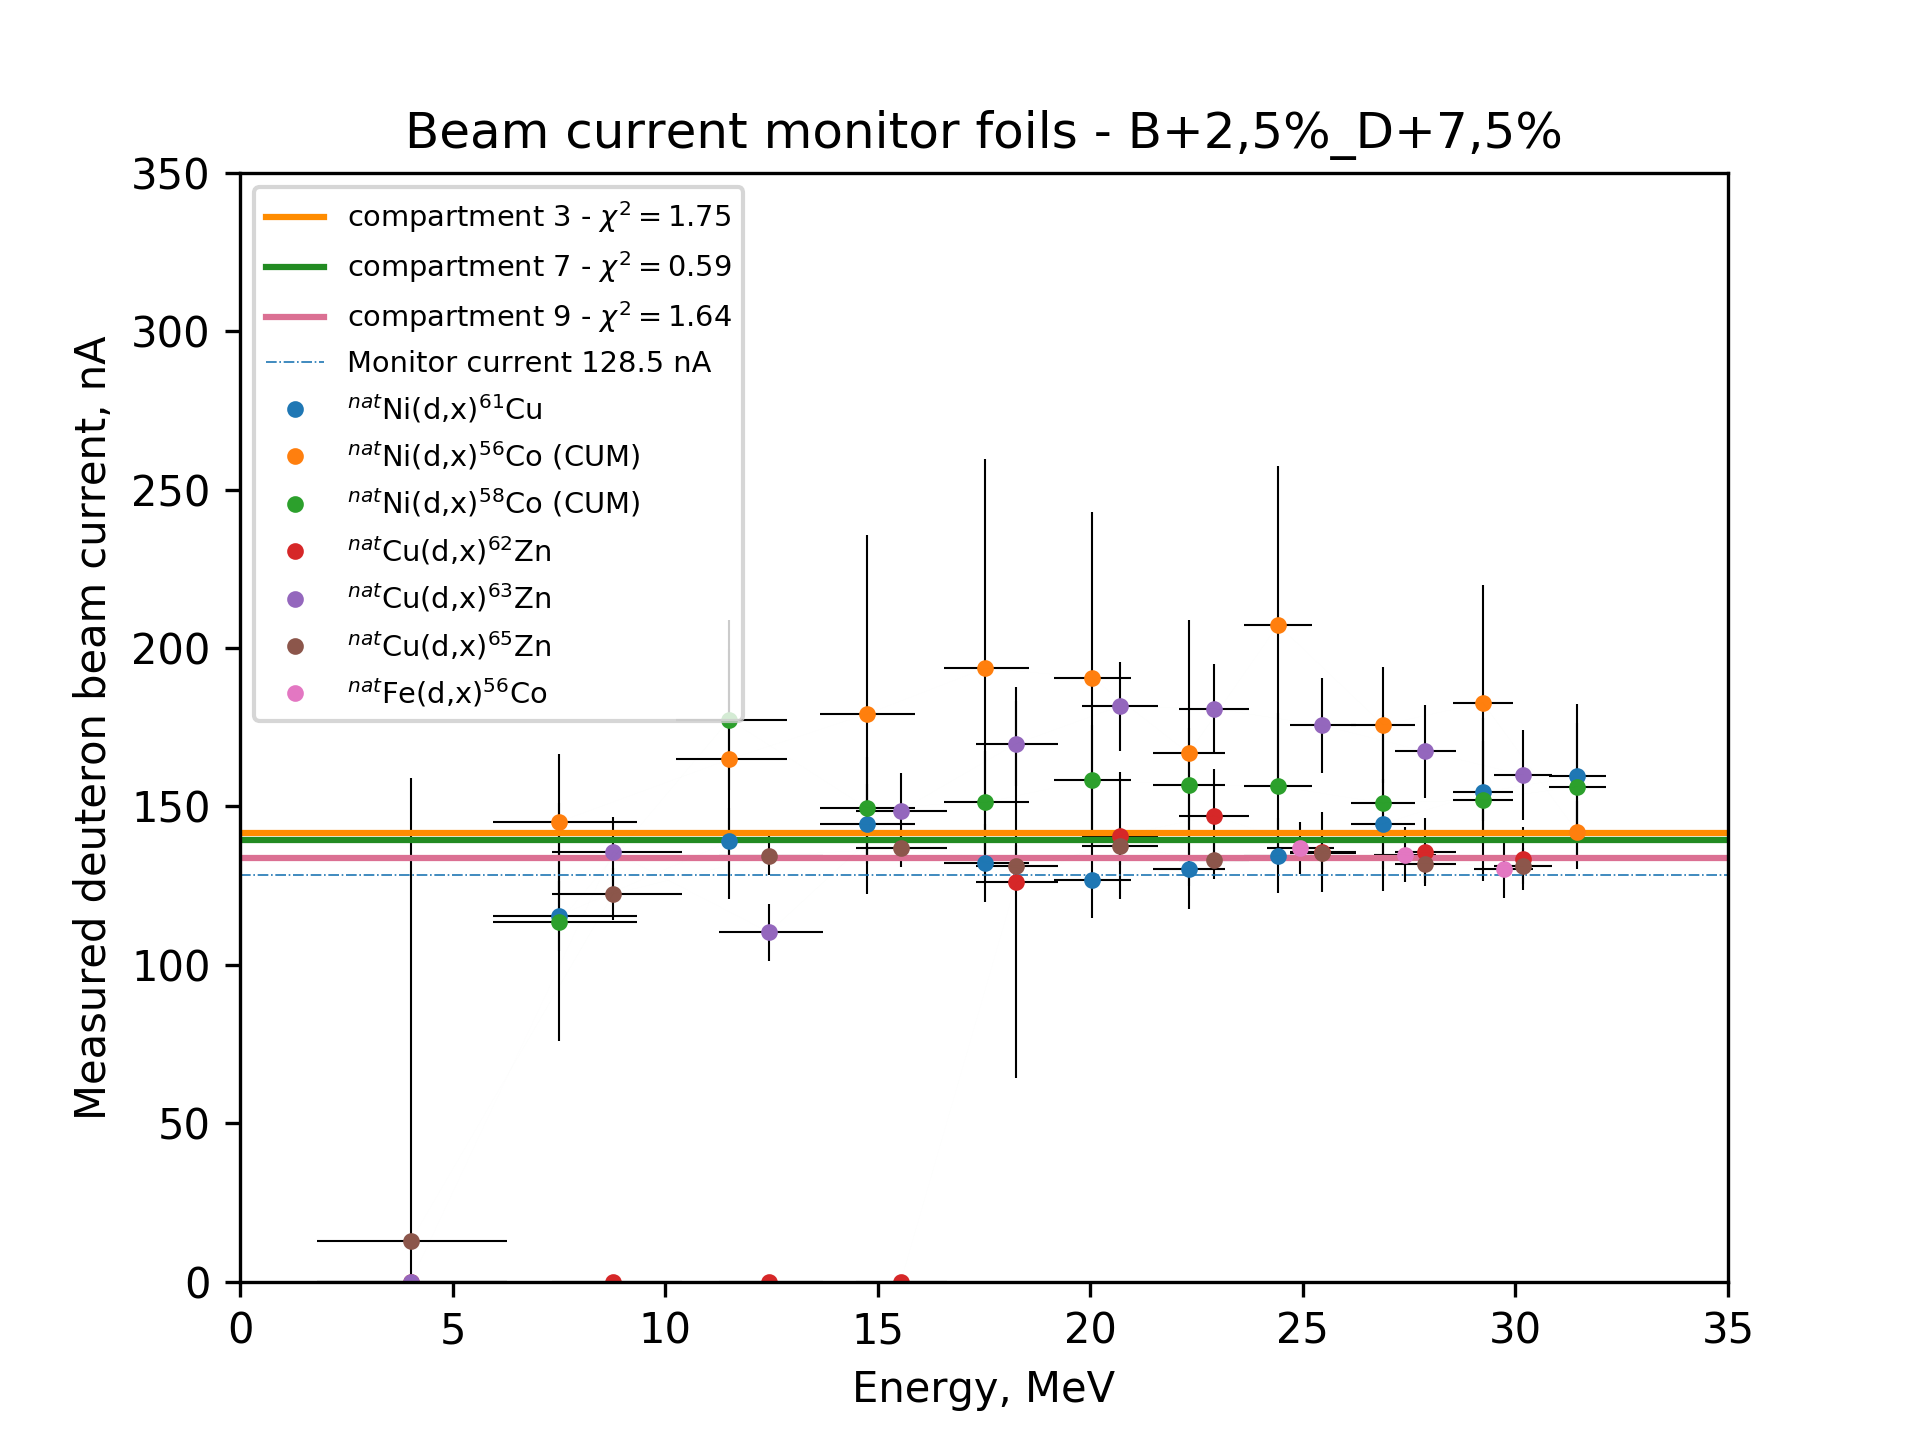 Beam current monitor foils - B+2,5%_D+7,5%
Measured deuteron beam current, nA
350
300
250
200
150
100
50
0
compartment 3 - χ² = 1.75
compartment 7 - χ² = 0.59
compartment 9 - χ² = 1.64
Monitor current 128.5 nA
ⁿᵃᵗNi(d,x)⁶¹Cu
ⁿᵃᵗNi(d,x)⁵⁶Co (CUM)
ⁿᵃᵗNi(d,x)⁵⁸Co (CUM)
ⁿᵃᵗCu(d,x)⁶²Zn
ⁿᵃᵗCu(d,x)⁶³Zn
ⁿᵃᵗCu(d,x)⁶⁵Zn
ⁿᵃᵗFe(d,x)⁵⁶Co
0 5 10 15 20 25 30 35
Energy, MeV